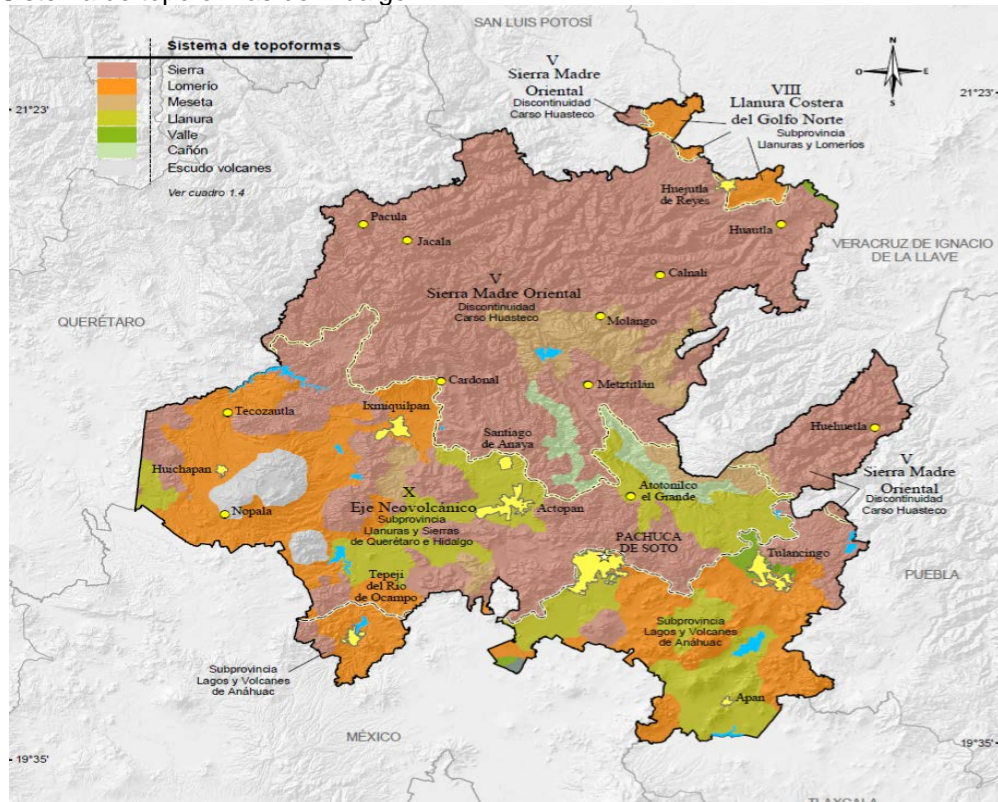 SAN LUIS POTOSÍ
Sistema de topoformas
Sierra
Lomerío
Meseta
Llanura
Valle
Cañón
Escudo volcanes
Ver cuadro 1.4
V
Sierra Madre
Oriental
Discontinuidad
Carso Huasteco
VIII
Llanura Costera
del Golfo Norte
Subprovincia
Llanuras y Lomeríos
N
O
E
S
21°23'
21°23'
Huejutla
de Reyes
Pacula
Jacala
Huautla
VERACRUZ DE IGNACIO
DE LA LLAVE
Calnali
V
Sierra Madre Oriental
Discontinuidad
Carso Huasteco
QUERÉTARO
Molango
Cardonal
Metztitlán
Tecozautla
Ixmiquilpan
Huehuetla
Santiago
de Anaya
Huichapan
V
Sierra Madre
Oriental
Discontinuidad
Carso Huasteco
X
Eje Neovolcánico
Subprovincia
Llanuras y Sierras
de Querétaro e Hidalgo
Atotonilco
el Grande
Actopan
Nopala
PACHUCA
DE SOTO
Tulancingo
Tepeji
del Río
de Ocampo
PUEBLA
Subprovincia
Lagos y Volcanes
de Anáhuac
Subprovincia
Lagos y Volcanes
de Anáhuac
Apan
MÉXICO
19°35'
19°35'